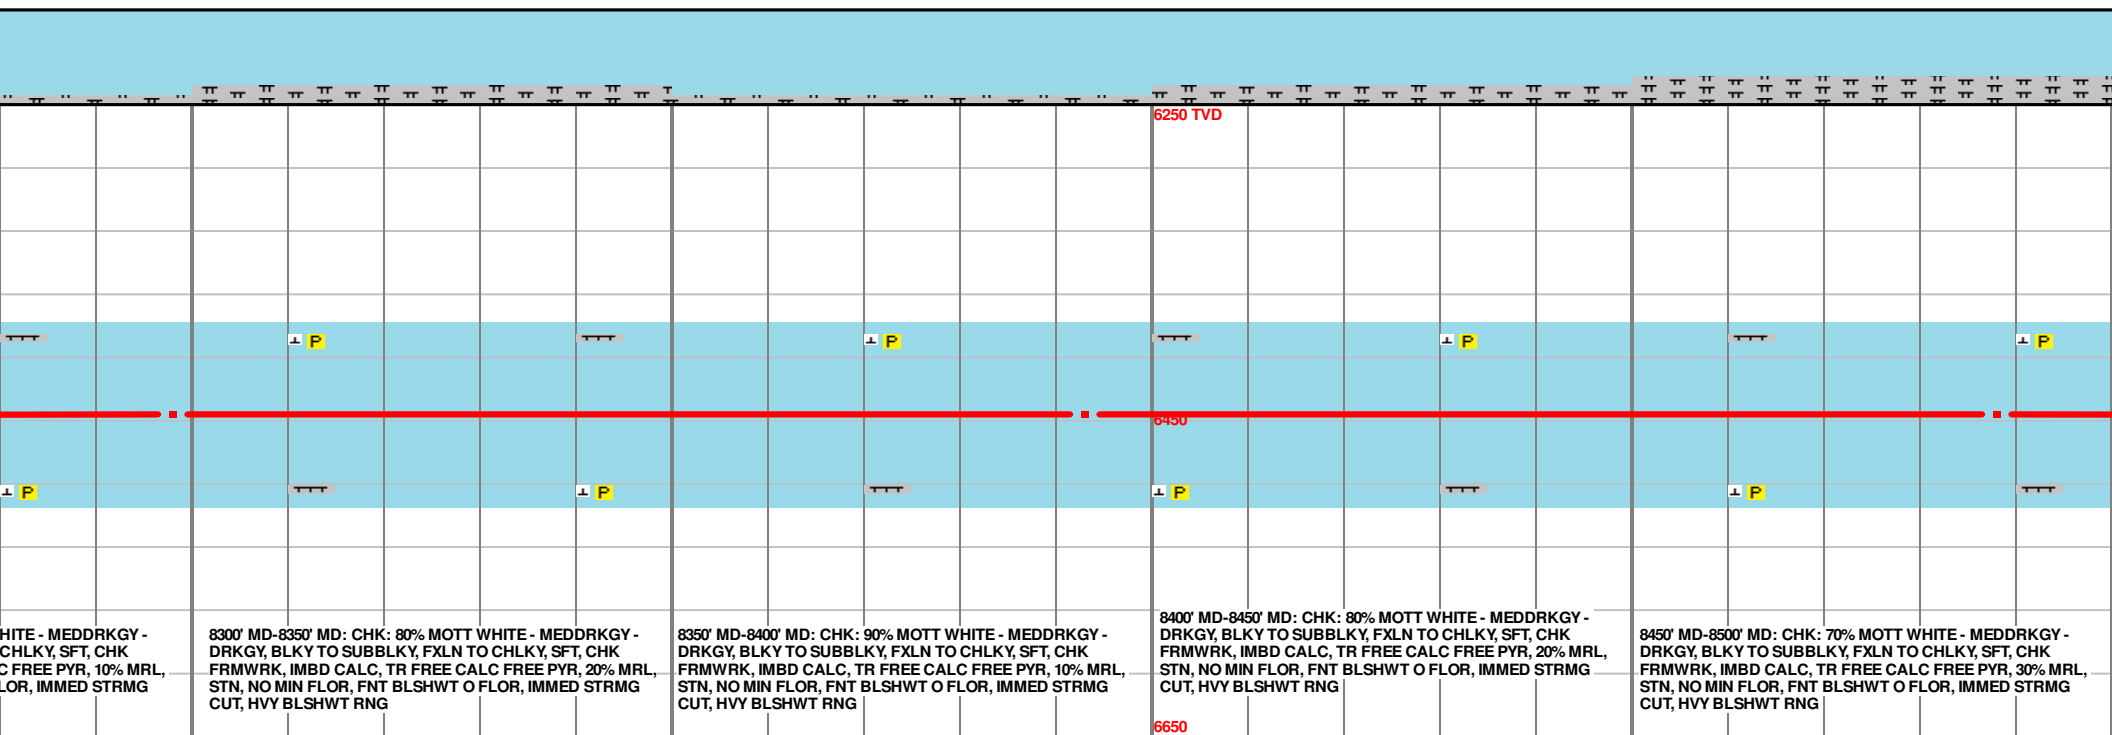 6250 TVD
P
P
P
P
6450
P
P
P
P
HITE - MEDDRKGY -
CHLKY, SFT, CHK
C FREE PYR, 10% MRL,
LOR, IMMED STRMG
8300' MD-8350' MD: CHK: 80% MOTT WHITE - MEDDRKGY -
DRKGY, BLKY TO SUBBLKY, FXLN TO CHLKY, SFT, CHK
FRMWRK, IMBD CALC, TR FREE CALC FREE PYR, 20% MRL,
STN, NO MIN FLOR, FNT BLSHWT O FLOR, IMMED STRMG
CUT, HVY BLSHWT RNG
8350' MD-8400' MD: CHK: 90% MOTT WHITE - MEDDRKGY -
DRKGY, BLKY TO SUBBLKY, FXLN TO CHLKY, SFT, CHK
FRMWRK, IMBD CALC, TR FREE CALC FREE PYR, 10% MRL,
STN, NO MIN FLOR, FNT BLSHWT O FLOR, IMMED STRMG
CUT, HVY BLSHWT RNG
8400' MD-8450' MD: CHK: 80% MOTT WHITE - MEDDRKGY -
DRKGY, BLKY TO SUBBLKY, FXLN TO CHLKY, SFT, CHK
FRMWRK, IMBD CALC, TR FREE CALC FREE PYR, 20% MRL,
STN, NO MIN FLOR, FNT BLSHWT O FLOR, IMMED STRMG
CUT, HVY BLSHWT RNG
8450' MD-8500' MD: CHK: 70% MOTT WHITE - MEDDRKGY -
DRKGY, BLKY TO SUBBLKY, FXLN TO CHLKY, SFT, CHK
FRMWRK, IMBD CALC, TR FREE CALC FREE PYR, 30% MRL,
STN, NO MIN FLOR, FNT BLSHWT O FLOR, IMMED STRMG
CUT, HVY BLSHWT RNG
6650